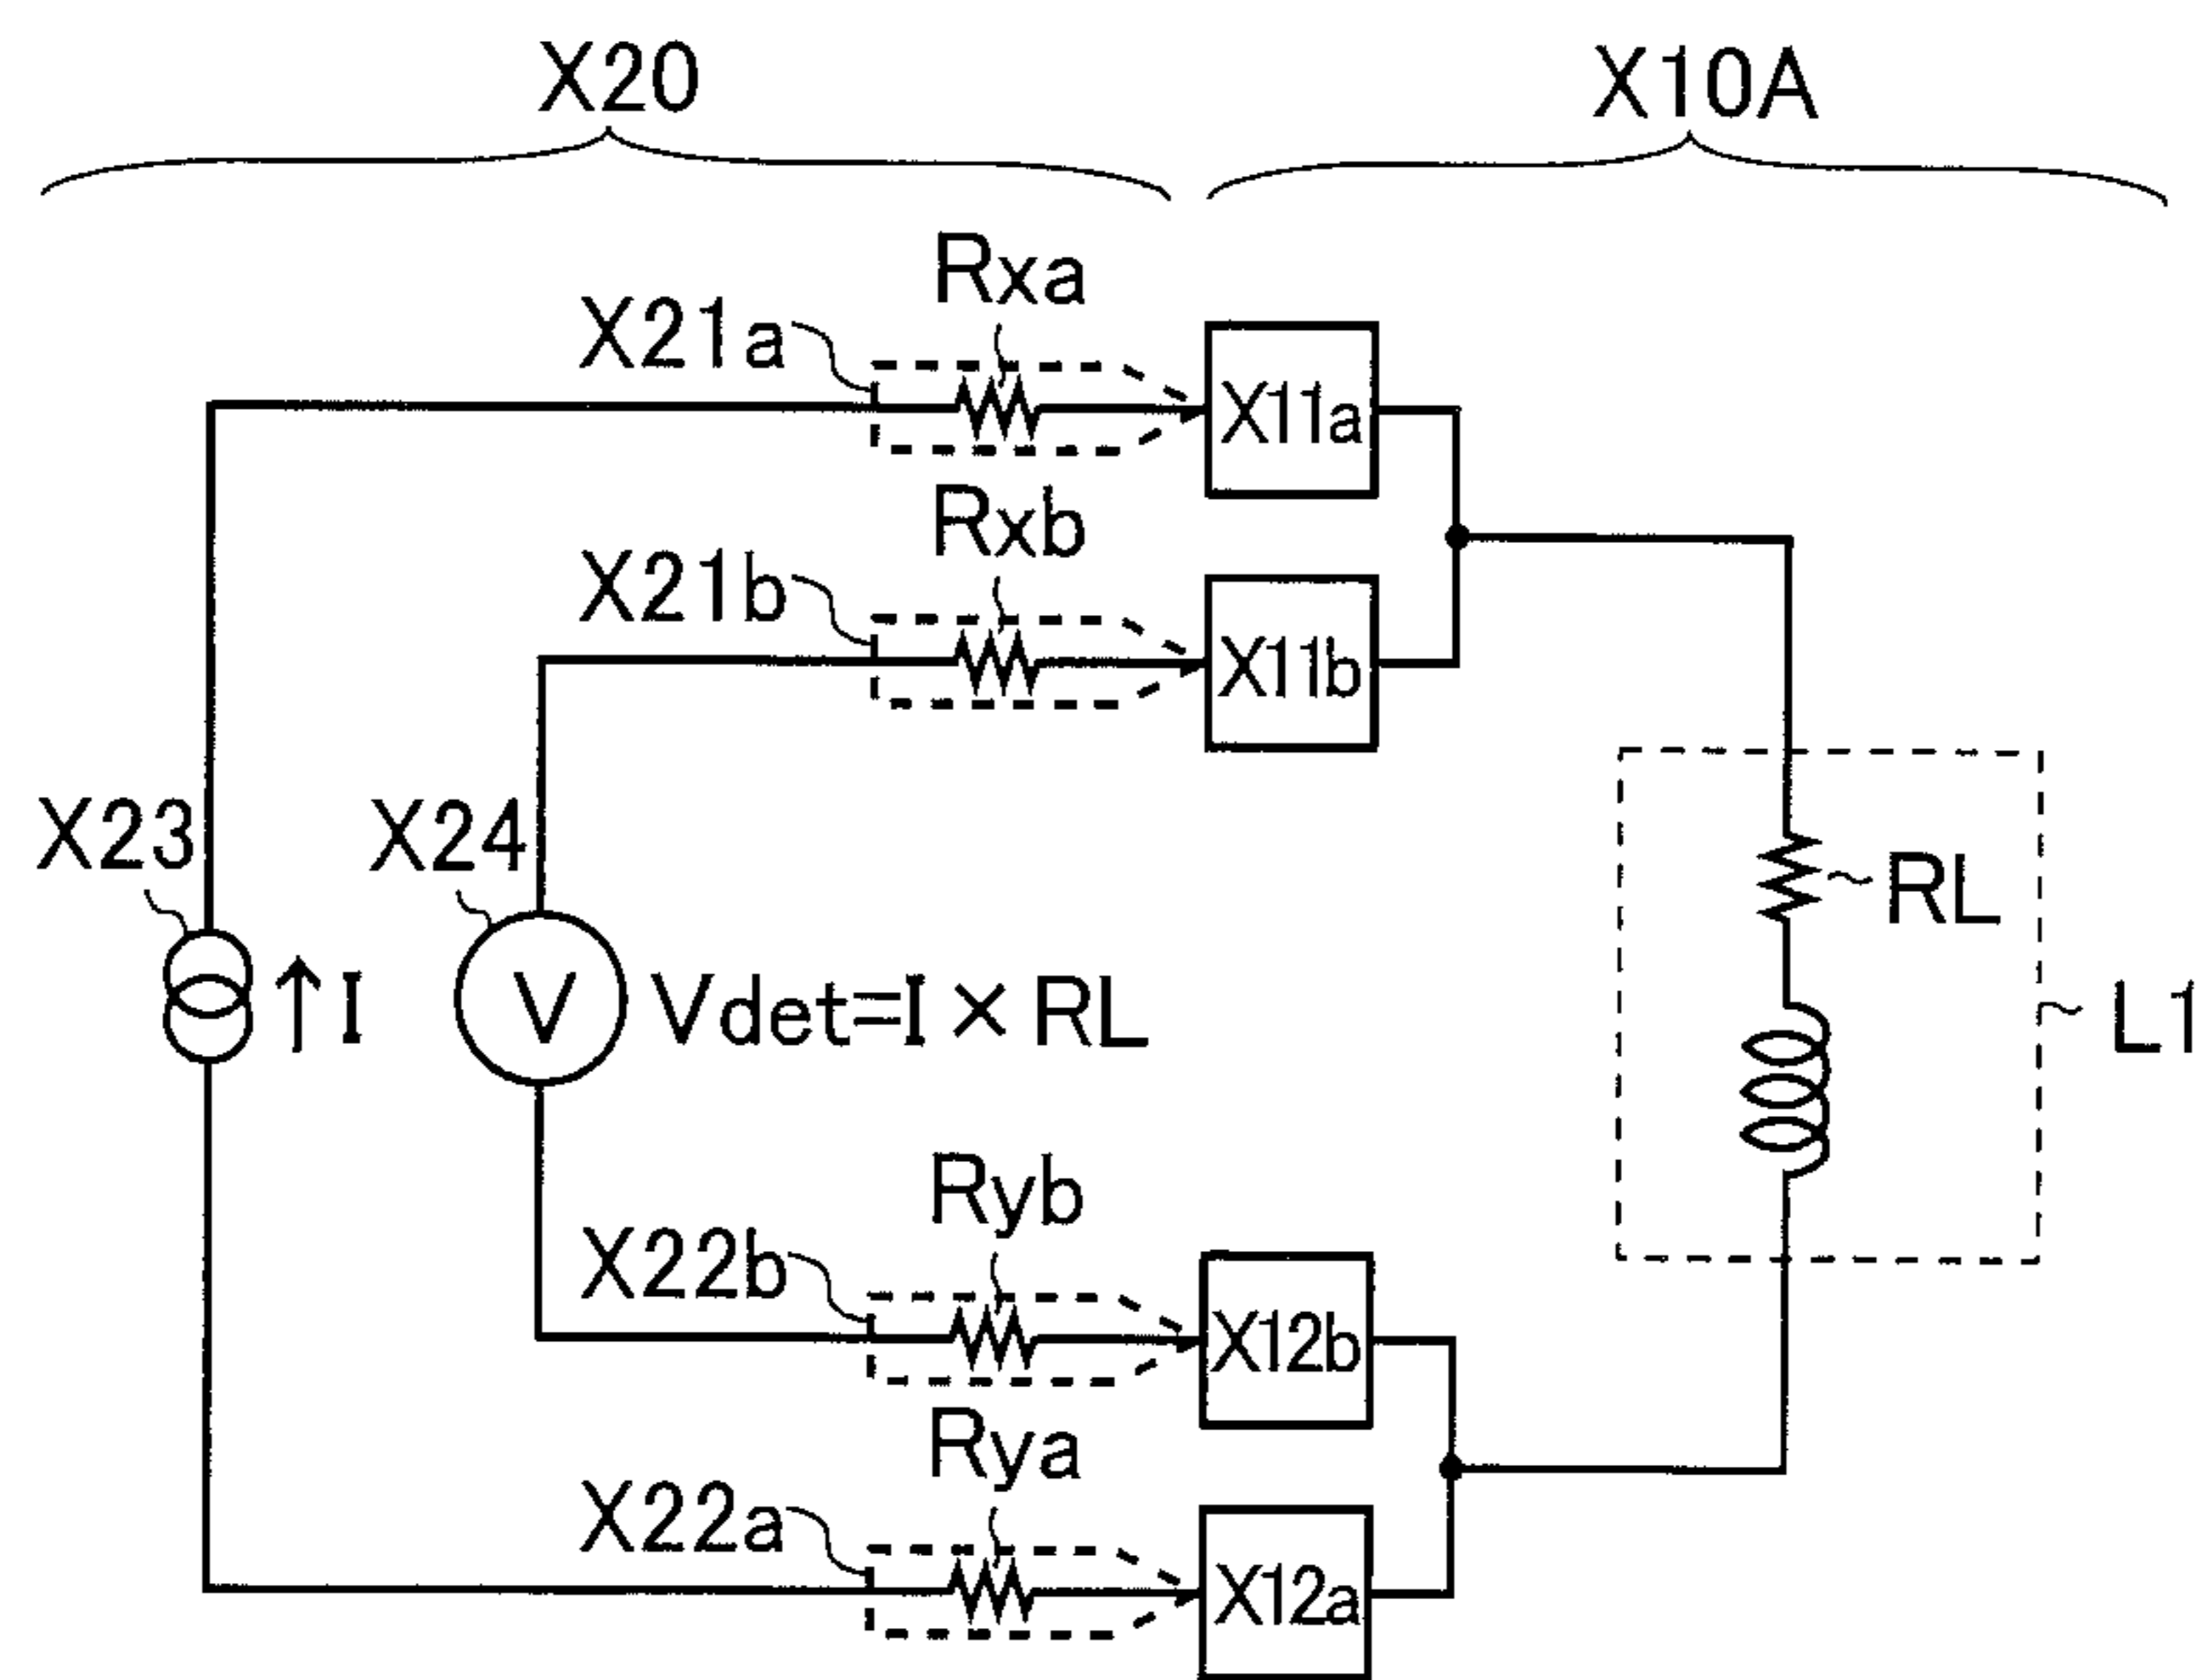 X20
X10A
Rxa
X21a
X11a
Rxb
X21b
X11b
X23
X24
RL
I
V
Vdet=I×RL
L1
Ryb
X22b
X12b
Rya
X22a
X12a